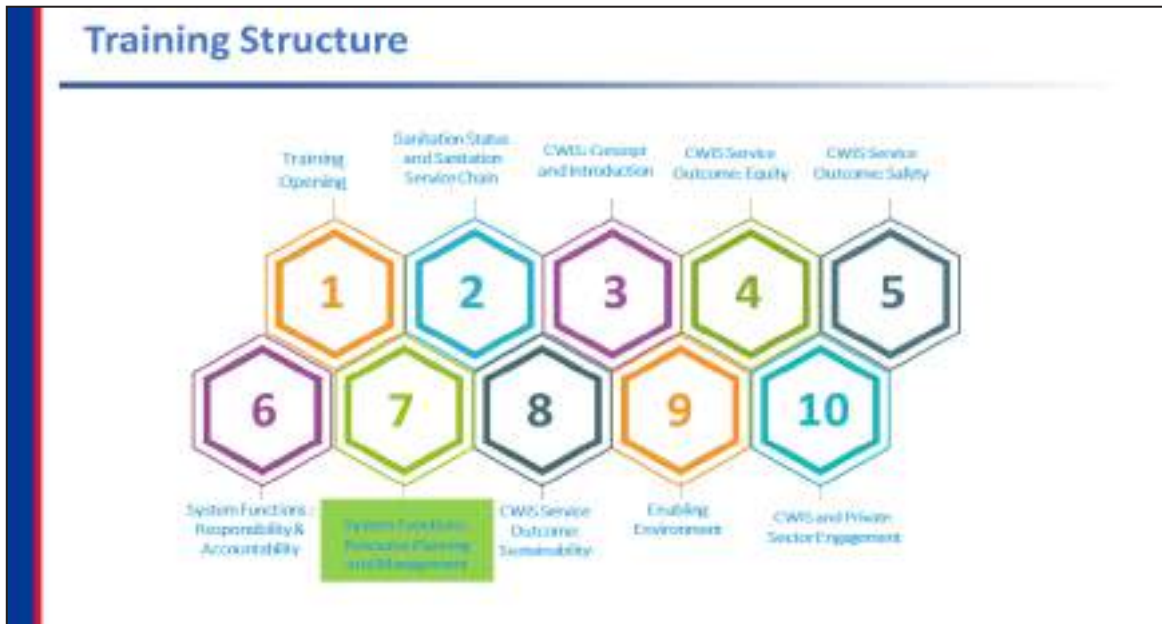 Training Structure
Training
Opening
Sanitation Status
and Sanitation
Service Chain
CWIS: Concept
and Introduction
CWIS Service
Outcome: Equity
CWIS Service
Outcome: Safety
1
2
3
4
5
6
7
8
9
10
System Functions :
Responsibility &
Accountability
System Functions:
Resource Planning
and Management
CWIS Service
Outcome:
Sustainability
Enabling
Environment
CWIS and Private
Sector Engagement